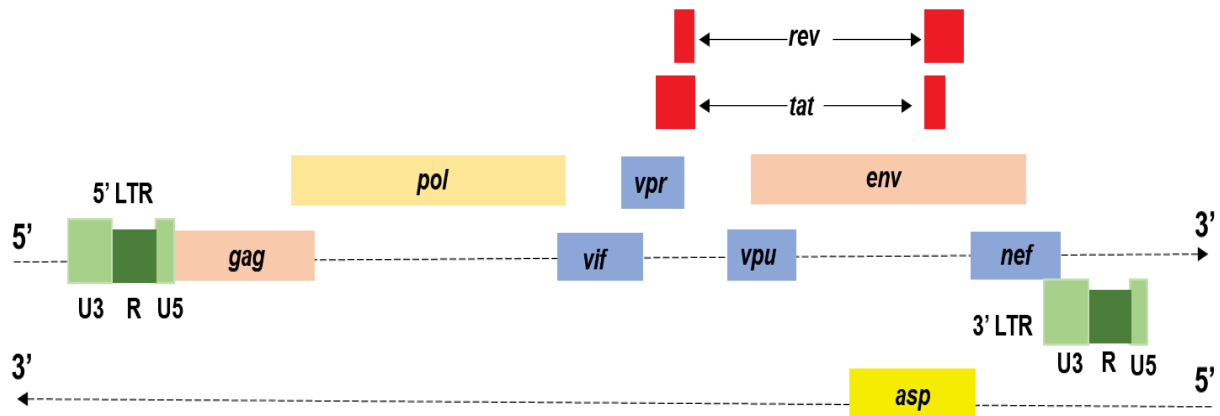 rev
tat
pol
vpr
env
5’ LTR
5’
3’
gag
vif
vpu
nef
U3 R U5
3’ LTR
U3 R U5
3’
asp
5’